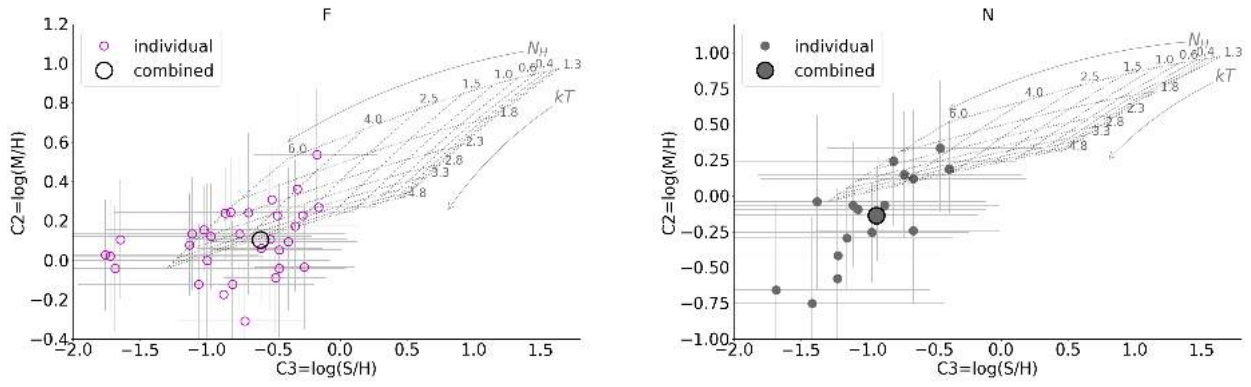 F
individual
combined
N_H
kT
0.6 0.4 1.3
1.0
1.5
2.5
1.8
4.0
2.3
6.0
2.8
3.3
4.8
1.2
1.0
0.8
0.6
0.4
0.2
0.0
−0.2
−0.4
C2=log(M/H)
−2.0 −1.5 −1.0 −0.5 0.0 0.5 1.0 1.5
C3=log(S/H)
N
individual
combined
N_H
kT
0.6 0.4 1.3
1.0
2.5
1.5
4.0
1.8
6.0
2.3
2.8
3.3
4.8
1.00
0.75
0.50
0.25
0.00
−0.25
−0.50
−0.75
−1.00
C2=log(M/H)
−2.0 −1.5 −1.0 −0.5 0.0 0.5 1.0 1.5
C3=log(S/H)